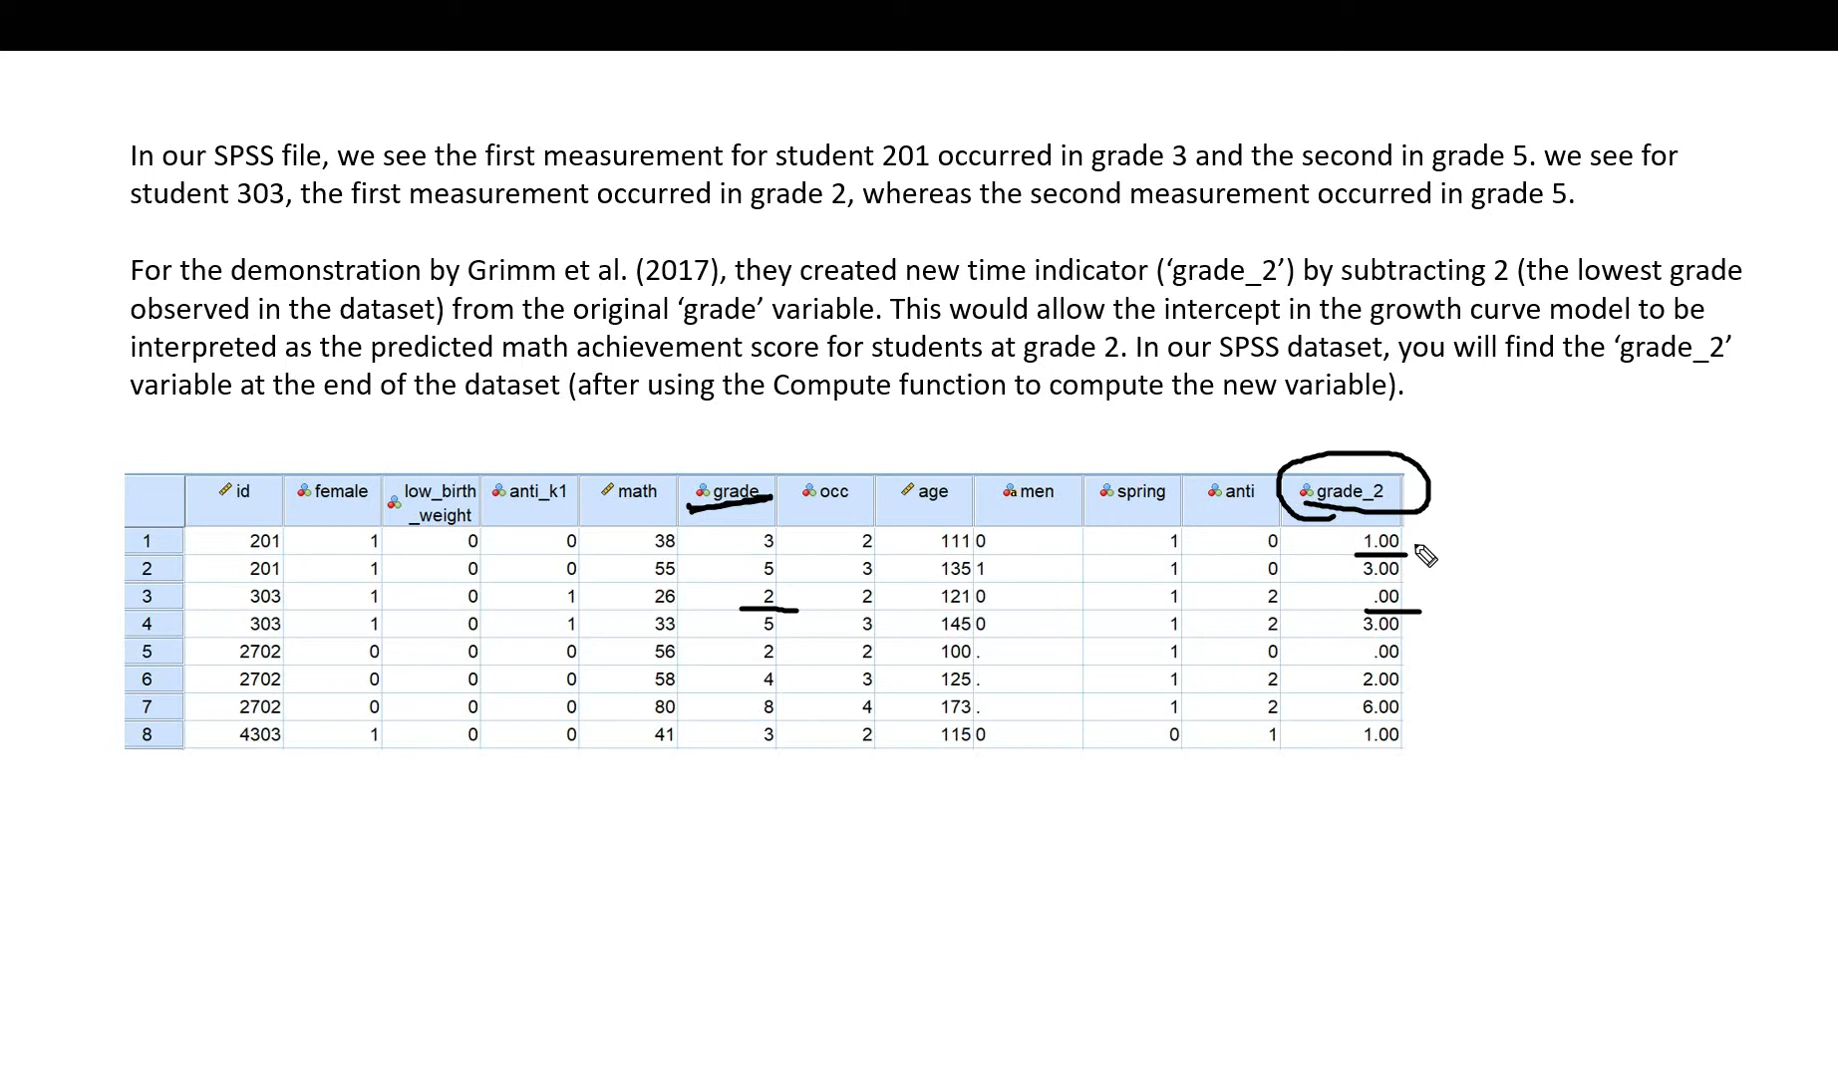 In our SPSS file, we see the first measurement for student 201 occurred in grade 3 and the second in grade 5. we see for
student 303, the first measurement occurred in grade 2, whereas the second measurement occurred in grade 5.
For the demonstration by Grimm et al. (2017), they created new time indicator (‘grade_2’) by subtracting 2 (the lowest grade
observed in the dataset) from the original ‘grade’ variable. This would allow the intercept in the growth curve model to be
interpreted as the predicted math achievement score for students at grade 2. In our SPSS dataset, you will find the ‘grade_2’
variable at the end of the dataset (after using the Compute function to compute the new variable).
id female low_birth_weight anti_k1 math grade occ age men spring anti grade_2
1 201 1 0 0 38 3 2 111 0 1 0 1.00
2 201 1 0 0 55 5 3 135 1 1 0 3.00
3 303 1 0 1 26 2 2 121 0 1 2 .00
4 303 1 0 1 33 5 3 145 0 1 2 3.00
5 2702 0 0 0 56 2 2 100 . 1 0 .00
6 2702 0 0 0 58 4 3 125 . 1 2 2.00
7 2702 0 0 0 80 8 4 173 . 1 2 6.00
8 4303 1 0 0 41 3 2 115 0 0 1 1.00